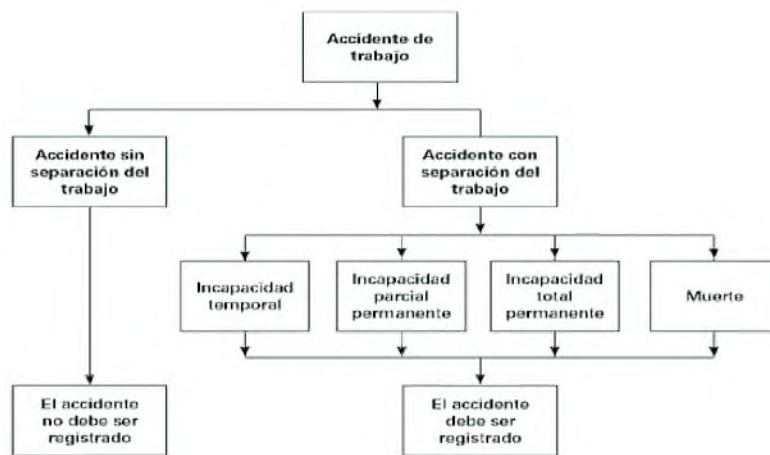 Accidente de
trabajo
Accidente sin
separación del
trabajo
Accidente con
separación del
trabajo
Incapacidad
temporal
Incapacidad
parcial
permanente
Incapacidad
total
permanente
Muerte
El accidente
no debe ser
registrado
El accidente
debe ser
registrado